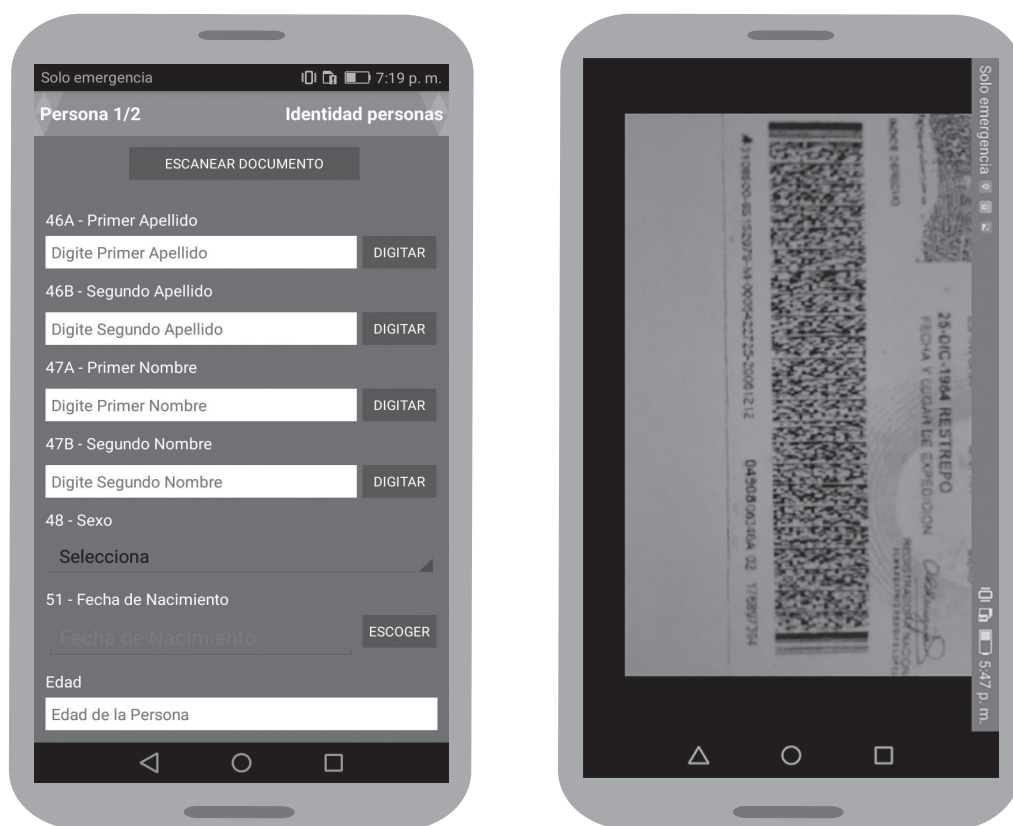 Solo emergencia 7:19 p. m.
Persona 1/2 Identidad personas
ESCANEAR DOCUMENTO
46A - Primer Apellido
Digite Primer Apellido DIGITAR
46B - Segundo Apellido
Digite Segundo Apellido DIGITAR
47A - Primer Nombre
Digite Primer Nombre DIGITAR
47B - Segundo Nombre
Digite Segundo Nombre DIGITAR
48 - Sexo
Selecciona
51 - Fecha de Nacimiento
Fecha de Nacimiento ESCOGER
Edad
Edad de la Persona
Solo emergencia 5:47 p. m.
25-DIC-1984 RESTREPO
FECHA Y LUGAR DE EXPEDICION
INDICE DERECHO